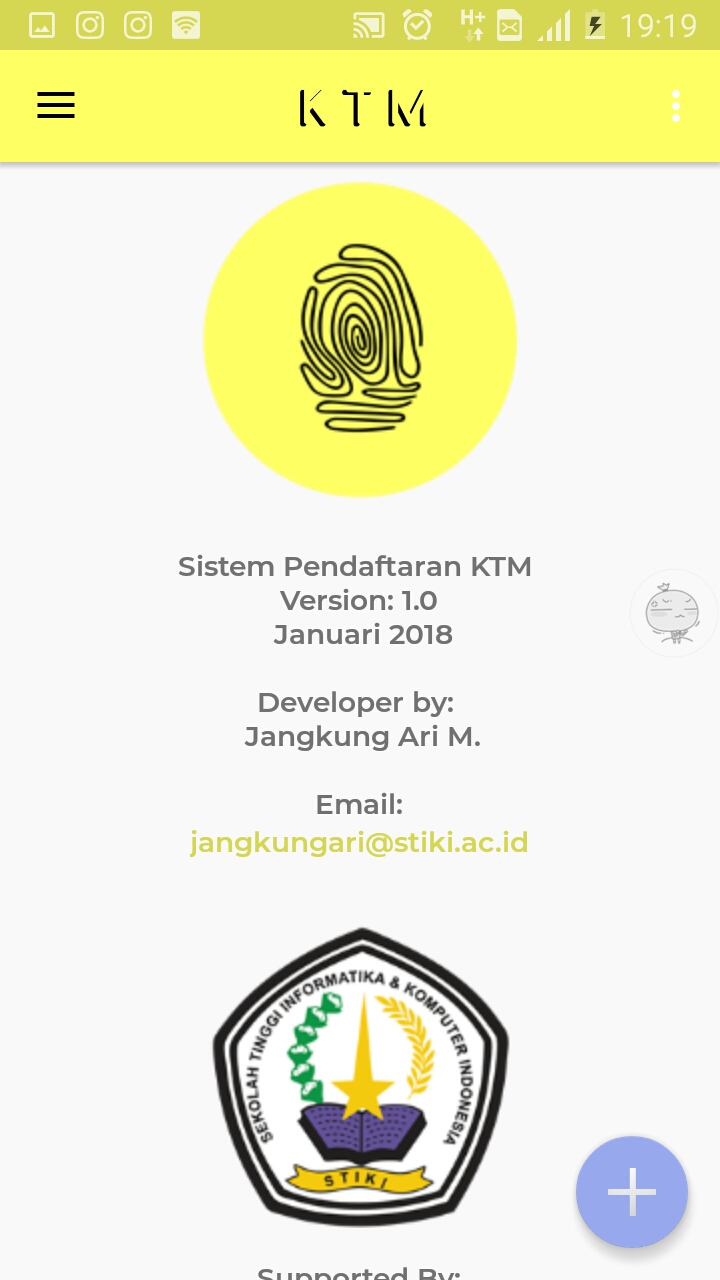 H+
19:19
KTM
Sistem Pendaftaran KTM
Version: 1.0
Januari 2018
Developer by:
Jangkung Ari M.
Email:
jangkungari@stiki.ac.id
SEKOLAH TINGGI INFORMATIKA & KOMPUTER INDONESIA
STIKI
Supported By: